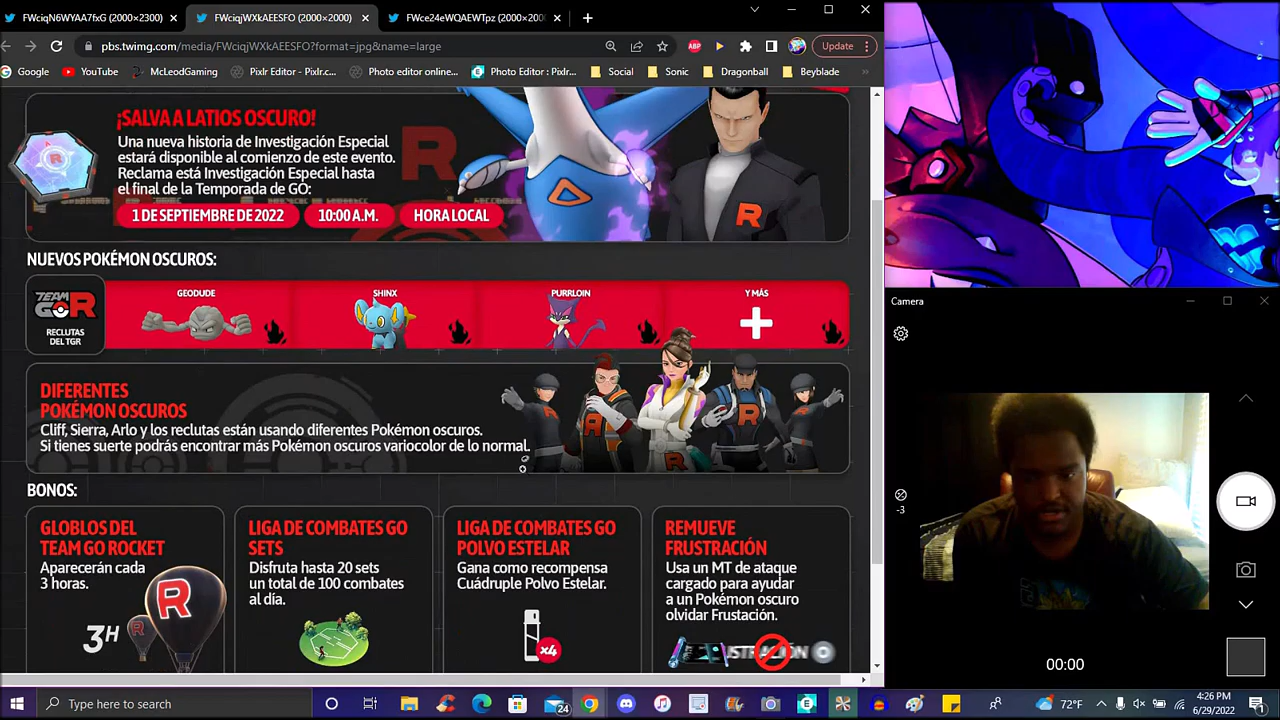 FWciqN6WYAA7fxG (2000×2300)
FWciqjWXkAEESFO (2000×2000)
FWce24eWQAEWTpz (2000×200
pbs.twimg.com/media/FWciqjWXkAEESFO?format=jpg&name=large
ABP
Update
Google
YouTube
McLeodGaming
Pixlr Editor - Pixlr.c...
Photo editor online...
Photo Editor : Pixlr...
Social
Sonic
Dragonball
Beyblade
¡SALVA A LATIOS OSCURO!
Una nueva historia de Investigación Especial
estará disponible al comienzo de este evento.
Reclama está Investigación Especial hasta
el final de la Temporada de GO:
1 DE SEPTIEMBRE DE 2022
10:00 A.M.
HORA LOCAL
R
R
R
NUEVOS POKÉMON OSCUROS:
TEAM
GO R
RECLUTAS
DEL TGR
GEODUDE
SHINX
PURRLOIN
Y MÁS
DIFERENTES
POKÉMON OSCUROS
Cliff, Sierra, Arlo y los reclutas están usando diferentes Pokémon oscuros.
Si tienes suerte podrás encontrar más Pokémon oscuros variocolor de lo normal.
R
R
R
BONOS:
GLOBLOS DEL
TEAM GO ROCKET
Aparecerán cada
3 horas.
3H
R
R
LIGA DE COMBATES GO
SETS
Disfruta hasta 20 sets
un total de 100 combates
al día.
LIGA DE COMBATES GO
POLVO ESTELAR
Gana como recompensa
Cuádruple Polvo Estelar.
x4
REMUEVE
FRUSTRACIÓN
Usa un MT de ataque
cargado para ayudar
a un Pokémon oscuro
olvidar Frustación.
Camera
-3
00:00
Type here to search
24
72°F
4:26 PM
6/29/2022
1